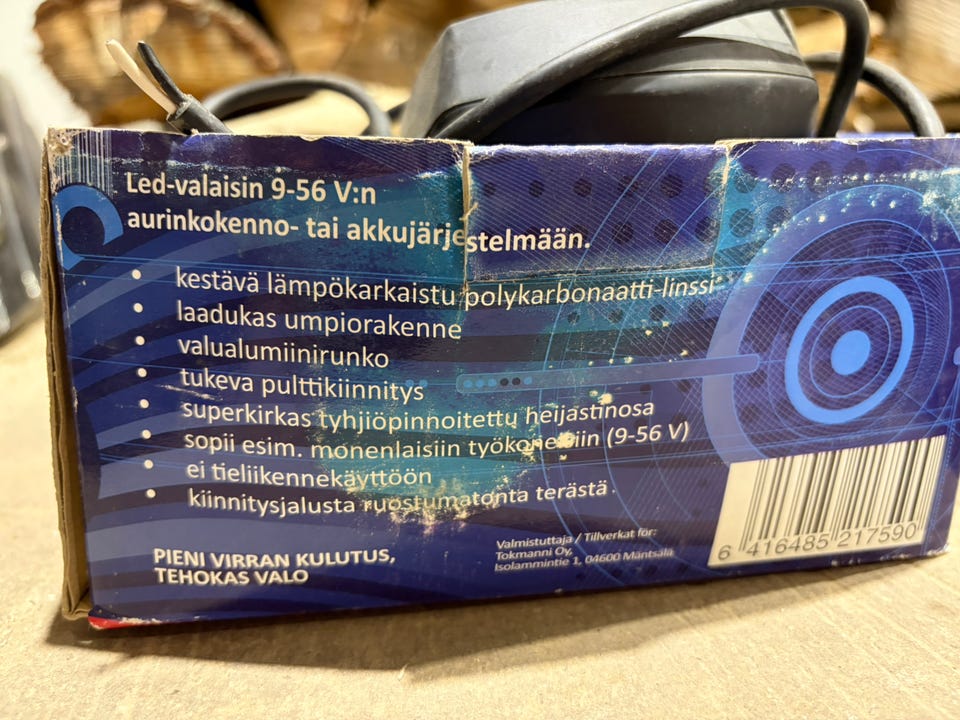 Led-valaisin 9-56 V:n
aurinkokenno- tai akkujärjestelmään.
• kestävä lämpökarkaistu polykarbonaatti-linssi
• laadukas umpiorakenne
• valualumiinirunko
• tukeva pulttikiinnitys
• superkirkas tyhjiöpinnoitettu heijastinosa
• sopii esim. monenlaisiin työkoneisiin (9-56 V)
• ei tieliikennekäyttöön
• kiinnitysjalusta ruostumatonta terästä
PIENI VIRRAN KULUTUS,
TEHOKAS VALO
Valmistuttaja / Tillverkat för:
Tokmanni Oy,
Isolammintie 1, 04600 Mäntsälä
6 416485 217590